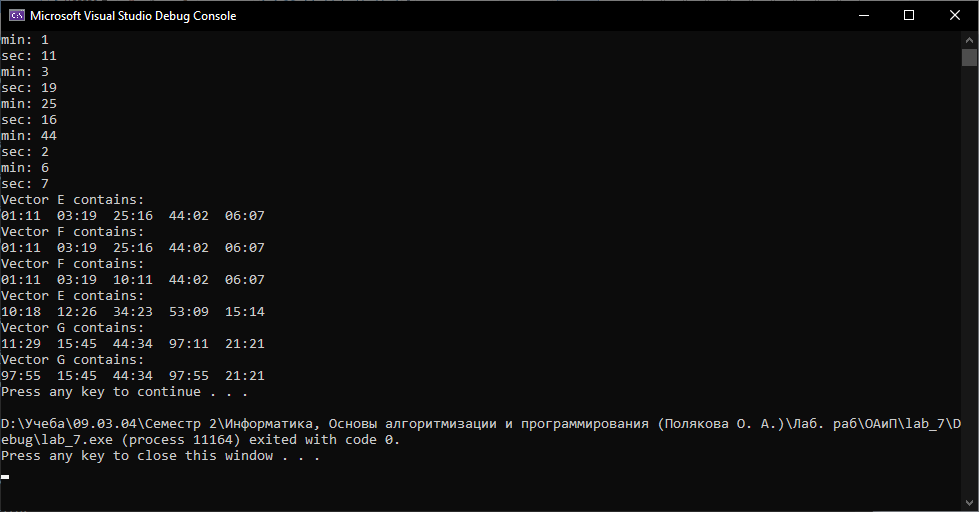 Microsoft Visual Studio Debug Console
min: 1
sec: 11
min: 3
sec: 19
min: 25
sec: 16
min: 44
sec: 2
min: 6
sec: 7
Vector E contains:
01:11  03:19  25:16  44:02  06:07
Vector F contains:
01:11  03:19  25:16  44:02  06:07
Vector F contains:
01:11  03:19  10:11  44:02  06:07
Vector E contains:
10:18  12:26  34:23  53:09  15:14
Vector G contains:
11:29  15:45  44:34  97:11  21:21
Vector G contains:
97:55  15:45  44:34  97:55  21:21
Press any key to continue . . .
D:\Учеба\09.03.04\Семестр 2\Информатика, Основы алгоритмизации и программирования (Полякова О. А.)\Лаб. раб\ОАиП\lab_7\D
ebug\lab_7.exe (process 11164) exited with code 0.
Press any key to close this window . . .